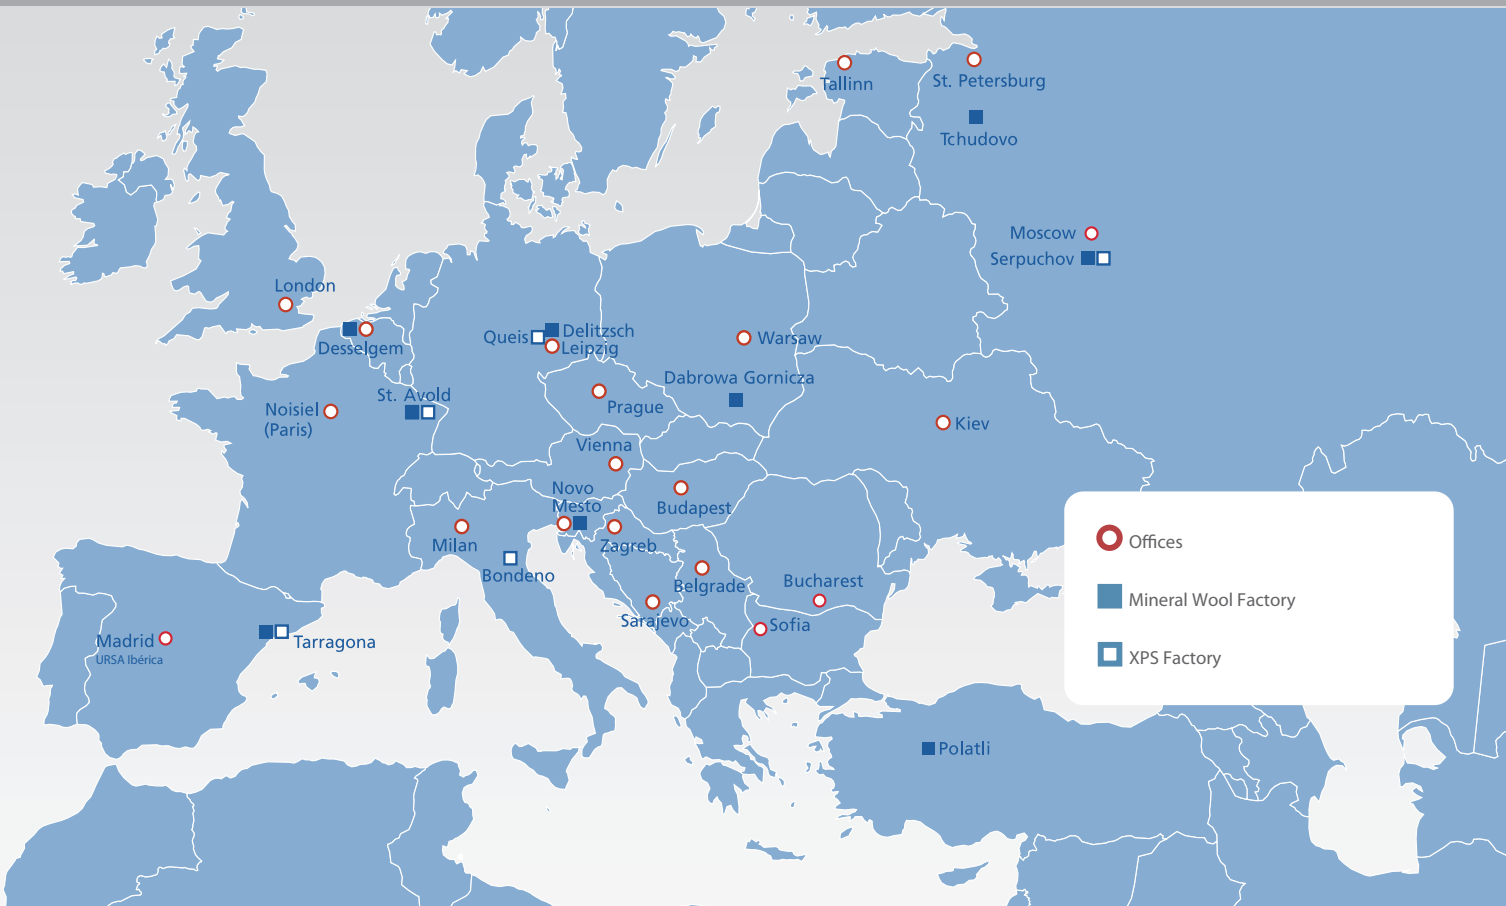 Tallinn
St. Petersburg
Tchudovo
Moscow
Serpuchov
London
Desselgem
Queis
Delitzsch
Leipzig
Warsaw
Dabrowa Gornicza
St. Avold
Noisiel
(Paris)
Prague
Kiev
Vienna
Novo
Mesto
Budapest
Milan
Zagreb
Bondeno
Belgrade
Bucharest
Sarajevo
Sofia
Madrid
URSA Ibérica
Tarragona
Polatli
Offices
Mineral Wool Factory
XPS Factory